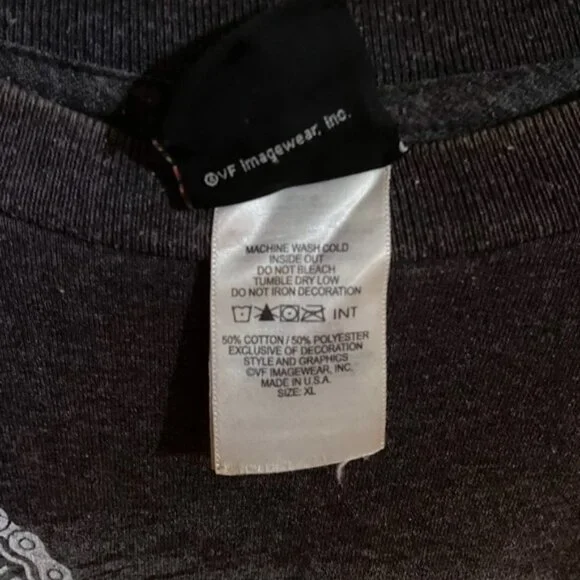 ©VF Imagewear, Inc.
MACHINE WASH COLD
INSIDE OUT
DO NOT BLEACH
TUMBLE DRY LOW
DO NOT IRON DECORATION
INT
50% COTTON / 50% POLYESTER
EXCLUSIVE OF DECORATION
STYLE AND GRAPHICS
©VF IMAGEWEAR, INC.
MADE IN U.S.A.
SIZE: XL